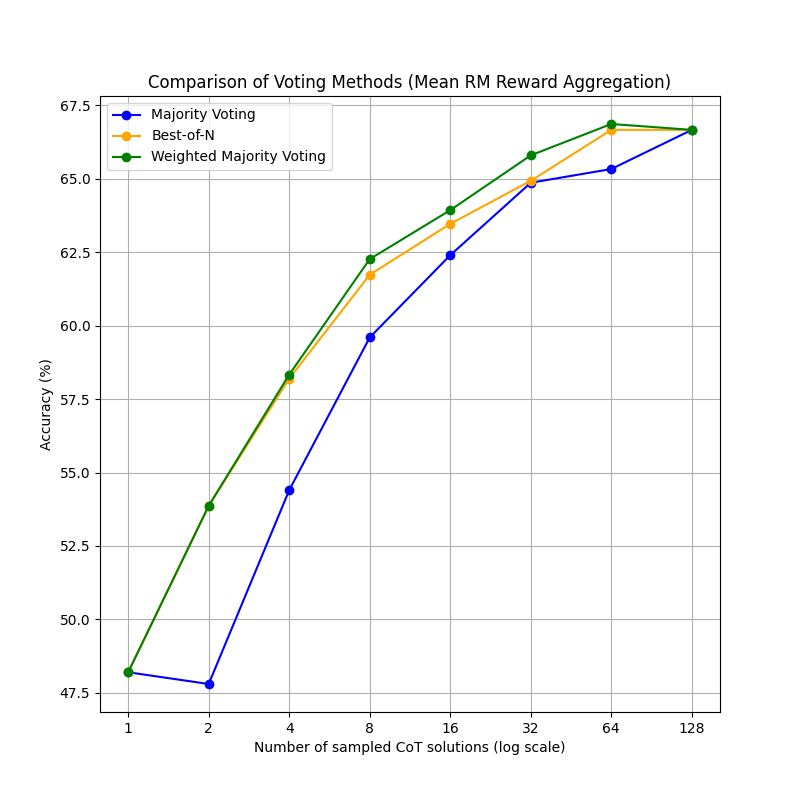 Comparison of Voting Methods (Mean RM Reward Aggregation)
Majority Voting
Best-of-N
Weighted Majority Voting
67.5
65.0
62.5
60.0
57.5
55.0
52.5
50.0
47.5
Accuracy (%)
1 2 4 8 16 32 64 128
Number of sampled CoT solutions (log scale)